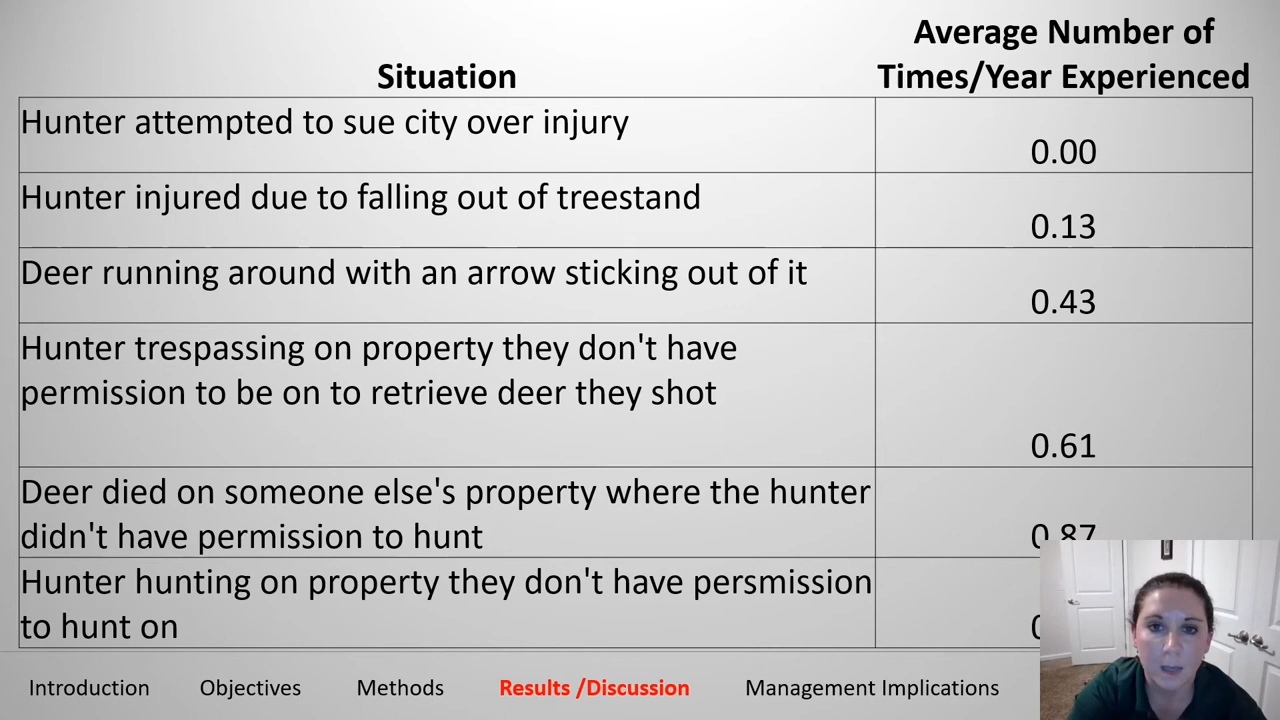 Average Number of
Situation Times/Year Experienced
Hunter attempted to sue city over injury
0.00
Hunter injured due to falling out of treestand
0.13
Deer running around with an arrow sticking out of it
0.43
Hunter trespassing on property they don't have
permission to be on to retrieve deer they shot
0.61
Deer died on someone else's property where the hunter
didn't have permission to hunt 0.87
Hunter hunting on property they don't have persmission
to hunt on
Introduction Objectives Methods Results /Discussion Management Implications